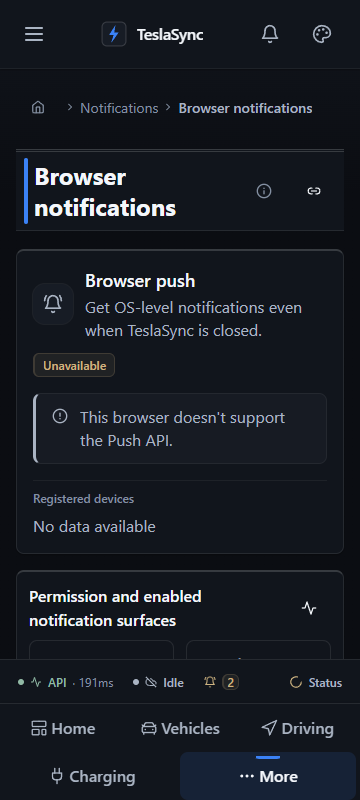 TeslaSync
Notifications
Browser notifications
Browser
notifications
Browser push
Get OS-level notifications even
when TeslaSync is closed.
Unavailable
This browser doesn't support
the Push API.
Registered devices
No data available
Permission and enabled
notification surfaces
API · 191ms
Idle
2
Status
Home
Vehicles
Driving
Charging
More